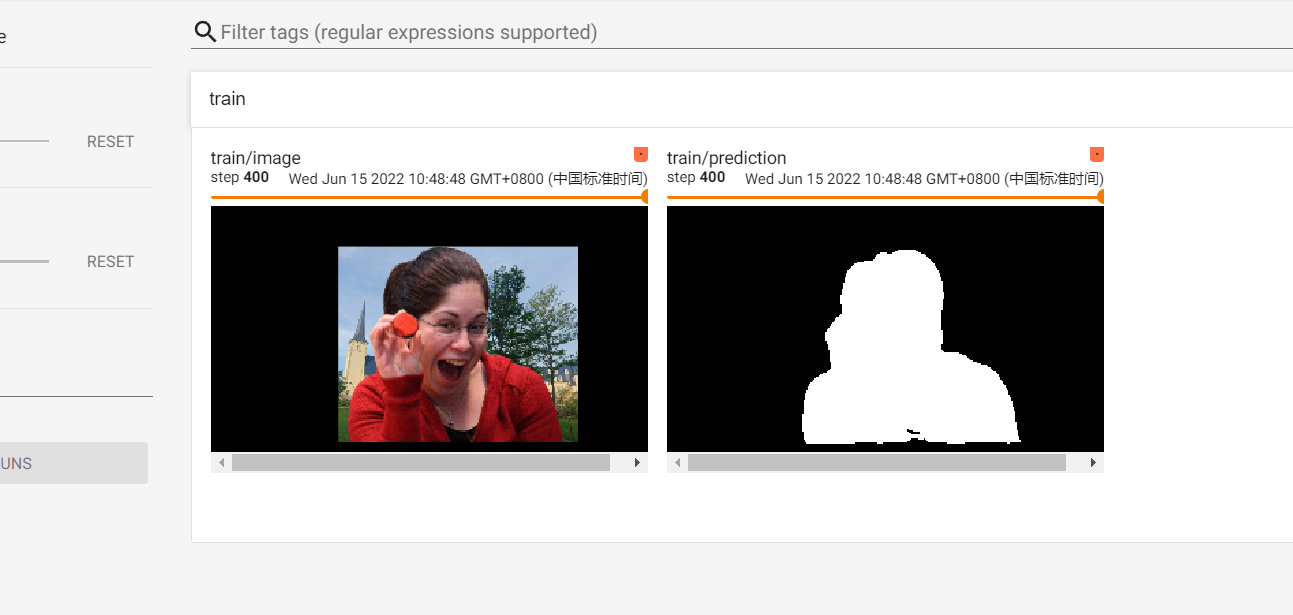 e
Filter tags (regular expressions supported)
train
RESET
train/image
step 400 Wed Jun 15 2022 10:48:48 GMT+0800 (中国标准时间)
train/prediction
step 400 Wed Jun 15 2022 10:48:48 GMT+0800 (中国标准时间)
RESET
UNS